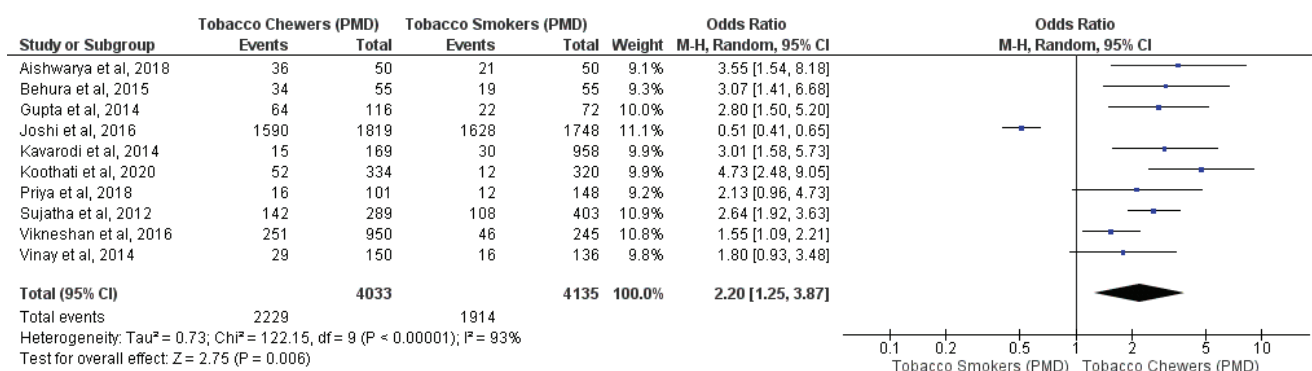 Tobacco Chewers (PMD) Tobacco Smokers (PMD) Odds Ratio Odds Ratio
Study or Subgroup Events Total Events Total Weight M-H, Random, 95% CI M-H, Random, 95% CI
Aishwarya et al, 2018 36 50 21 50 9.1% 3.55 [1.54, 8.18]
Behura et al, 2015 34 55 19 55 9.3% 3.07 [1.41, 6.68]
Gupta et al, 2014 64 116 22 72 10.0% 2.80 [1.50, 5.20]
Joshi et al, 2016 1590 1819 1628 1748 11.1% 0.51 [0.41, 0.65]
Kavarodi et al, 2014 15 169 30 958 9.9% 3.01 [1.58, 5.73]
Koothati et al, 2020 52 334 12 320 9.9% 4.73 [2.48, 9.05]
Priya et al, 2018 16 101 12 148 9.2% 2.13 [0.96, 4.73]
Sujatha et al, 2012 142 289 108 403 10.9% 2.64 [1.92, 3.63]
Vikneshan et al, 2016 251 950 46 245 10.8% 1.55 [1.09, 2.21]
Vinay et al, 2014 29 150 16 136 9.8% 1.80 [0.93, 3.48]
Total (95% CI) 4033 4135 100.0% 2.20 [1.25, 3.87]
Total events 2229 1914
Heterogeneity: Tau² = 0.73; Chi² = 122.15, df = 9 (P < 0.00001); I² = 93%
Test for overall effect: Z = 2.75 (P = 0.006)
0.1 0.2 0.5 1 2 5 10
Tobacco Smokers (PMD) Tobacco Chewers (PMD)